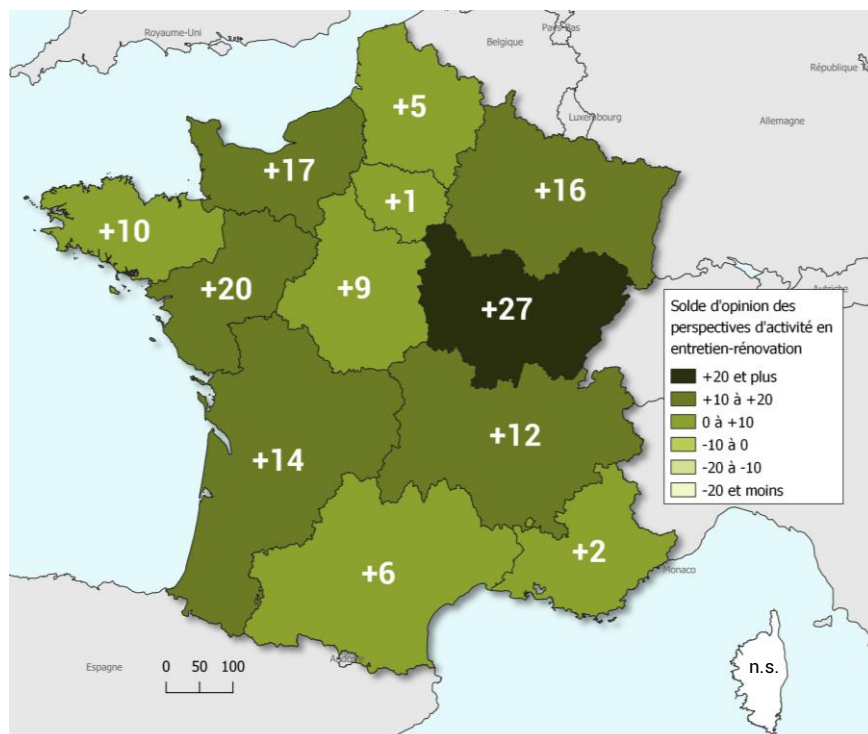 Royaume-Uni
Pays-Bas
Belgique
République T
Luxembourg
Allemagne
+5
+17
+1
+16
+10
+20
+9
+27
Autriche
Solde d'opinion des
perspectives d'activité en
entretien-rénovation
+20 et plus
+10 à +20
0 à +10
-10 à 0
-20 à -10
-20 et moins
+14
+12
+6
+2
Monaco
Andorre
Espagne
0 50 100
n.s.